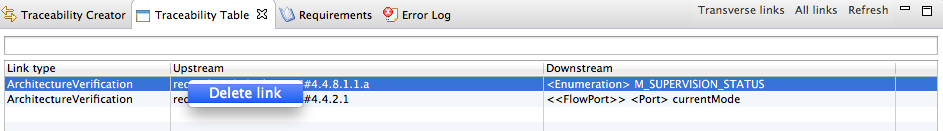 Traceability Creator Traceability Table Requirements Error Log Transverse links All links Refresh
Link type Upstream Downstream
ArchitectureVerification #4.4.8.1.1.a <Enumeration> M_SUPERVISION_STATUS
Delete link
ArchitectureVerification #4.4.2.1 <<FlowPort>> <Port> currentMode